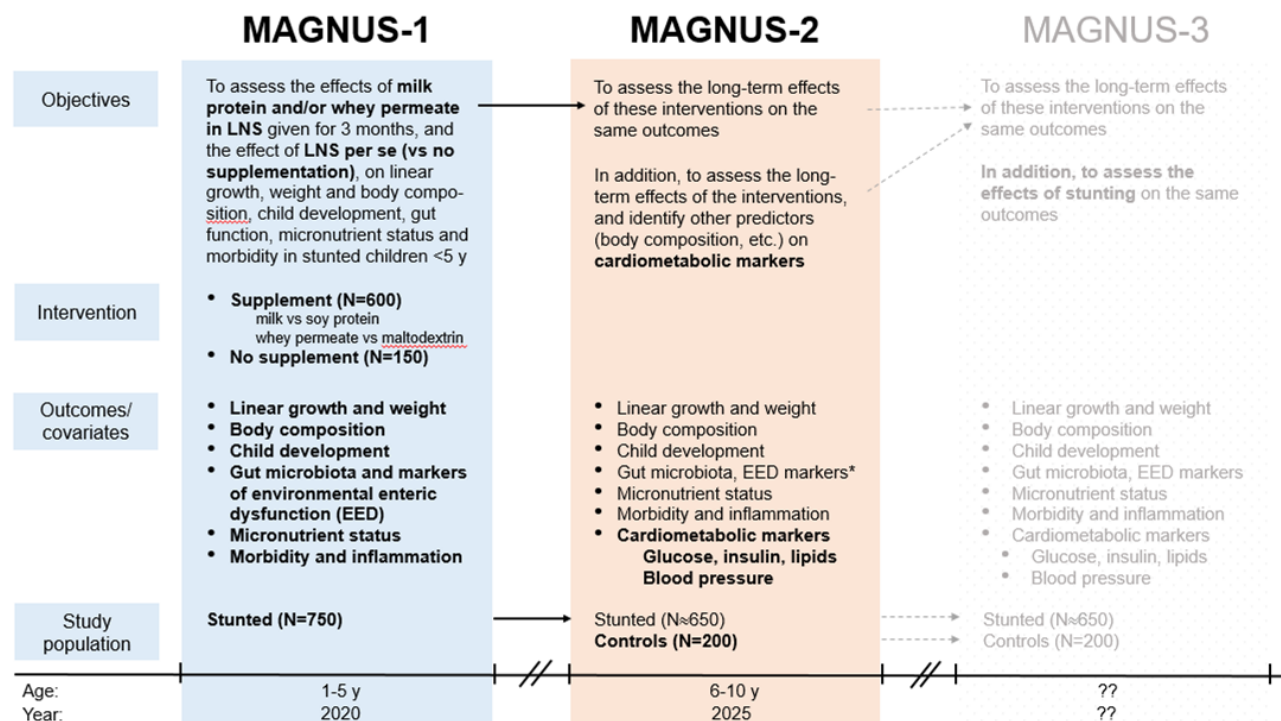 MAGNUS-1
MAGNUS-2
MAGNUS-3
Objectives
To assess the effects of milk
protein and/or whey permeate
in LNS given for 3 months, and
the effect of LNS per se (vs no
supplementation), on linear
growth, weight and body compo-
sition, child development, gut
function, micronutrient status and
morbidity in stunted children <5 y
To assess the long-term effects
of these interventions on the
same outcomes
In addition, to assess the long-
term effects of the interventions,
and identify other predictors
(body composition, etc.) on
cardiometabolic markers
To assess the long-term effects
of these interventions on the
same outcomes
In addition, to assess the
effects of stunting on the same
outcomes
Intervention
• Supplement (N=600)
milk vs soy protein
whey permeate vs maltodextrin
• No supplement (N=150)
Outcomes/
covariates
• Linear growth and weight
• Body composition
• Child development
• Gut microbiota and markers
of environmental enteric
dysfunction (EED)
• Micronutrient status
• Morbidity and inflammation
• Linear growth and weight
• Body composition
• Child development
• Gut microbiota, EED markers*
• Micronutrient status
• Morbidity and inflammation
• Cardiometabolic markers
Glucose, insulin, lipids
Blood pressure
• Linear growth and weight
• Body composition
• Child development
• Gut microbiota, EED markers
• Micronutrient status
• Morbidity and inflammation
• Cardiometabolic markers
• Glucose, insulin, lipids
• Blood pressure
Study
population
Stunted (N=750)
Stunted (N≈650)
Controls (N=200)
Stunted (N≈650)
Controls (N=200)
Age:
1-5 y
6-10 y
??
Year:
2020
2025
??